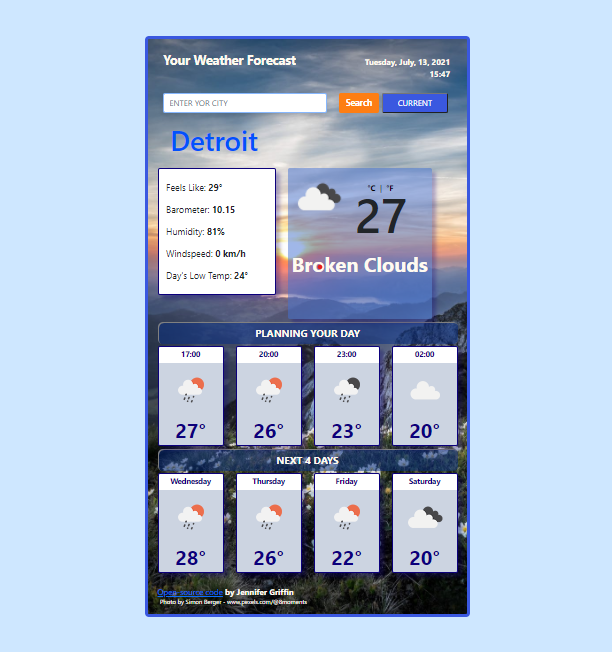 Your Weather Forecast
Tuesday, July, 13, 2021
15:47
ENTER YOR CITY
Search
CURRENT
Detroit
Feels Like: 29°
Barometer: 10.15
Humidity: 81%
Windspeed: 0 km/h
Day's Low Temp: 24°
°C | °F
27
Broken Clouds
PLANNING YOUR DAY
17:00 20:00 23:00 02:00
27° 26° 23° 20°
NEXT 4 DAYS
Wednesday Thursday Friday Saturday
28° 26° 22° 20°
Open-source code by Jennifer Griffin
Photo by Simon Berger - www.pexels.com/@8moments